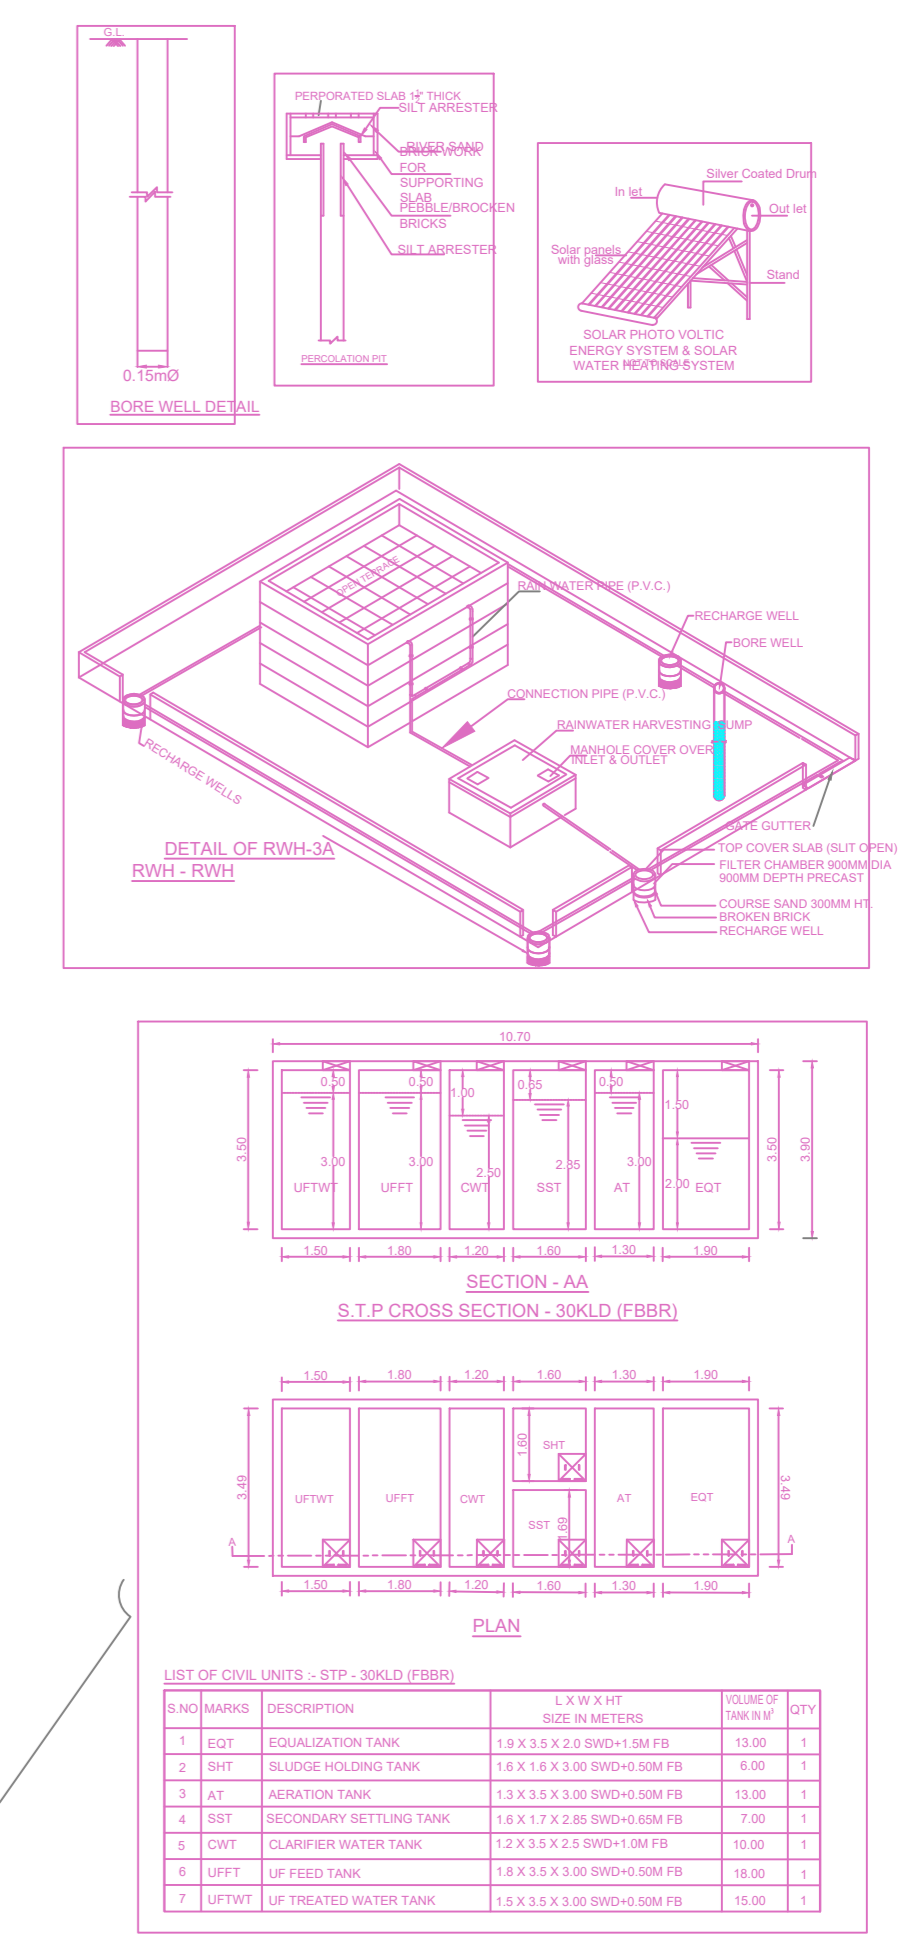 G.L.
0.15mØ
BORE WELL DETAIL
PERPORATED SLAB 1½" THICK
SILT ARRESTER
RIVER SAND
BRICK WORK
FOR
SUPPORTING
SLAB
PEBBLE/BROCKEN
BRICKS
SILT ARRESTER
PERCOLATION PIT
Silver Coated Drum
In let
Out let
Solar panels
with glass
Stand
SOLAR PHOTO VOLTIC
ENERGY SYSTEM & SOLAR
WATER HEATING SYSTEM
NOT TO SCALE
OPEN TERRACE
RAIN WATER PIPE (P.V.C.)
RECHARGE WELL
BORE WELL
CONNECTION PIPE (P.V.C.)
RAINWATER HARVESTING SUMP
MANHOLE COVER OVER
INLET & OUTLET
RECHARGE WELLS
GATE GUTTER
DETAIL OF RWH-3A
RWH - RWH
TOP COVER SLAB (SLIT OPEN)
FILTER CHAMBER 900MM DIA
900MM DEPTH PRECAST
COURSE SAND 300MM HT.
BROKEN BRICK
RECHARGE WELL
10.70
0.50 0.50 1.00 0.65 0.50 1.50
3.50 3.50 3.90
3.00 3.00 2.50 2.85 3.00 2.00
UFTWT UFFT CWT SST AT EQT
1.50 1.80 1.20 1.60 1.30 1.90
SECTION - AA
S.T.P CROSS SECTION - 30KLD (FBBR)
1.50 1.80 1.20 1.60 1.30 1.90
1.60 SHT
3.49 3.49
UFTWT UFFT CWT AT EQT
SST 1.69
A A
1.50 1.80 1.20 1.60 1.30 1.90
PLAN
LIST OF CIVIL UNITS :- STP - 30KLD (FBBR)
S.NO MARKS DESCRIPTION L X W X HT SIZE IN METERS VOLUME OF TANK IN M³ QTY
1 EQT EQUALIZATION TANK 1.9 X 3.5 X 2.0 SWD+1.5M FB 13.00 1
2 SHT SLUDGE HOLDING TANK 1.6 X 1.6 X 3.00 SWD+0.50M FB 6.00 1
3 AT AERATION TANK 1.3 X 3.5 X 3.00 SWD+0.50M FB 13.00 1
4 SST SECONDARY SETTLING TANK 1.6 X 1.7 X 2.85 SWD+0.65M FB 7.00 1
5 CWT CLARIFIER WATER TANK 1.2 X 3.5 X 2.5 SWD+1.0M FB 10.00 1
6 UFFT UF FEED TANK 1.8 X 3.5 X 3.00 SWD+0.50M FB 18.00 1
7 UFTWT UF TREATED WATER TANK 1.5 X 3.5 X 3.00 SWD+0.50M FB 15.00 1